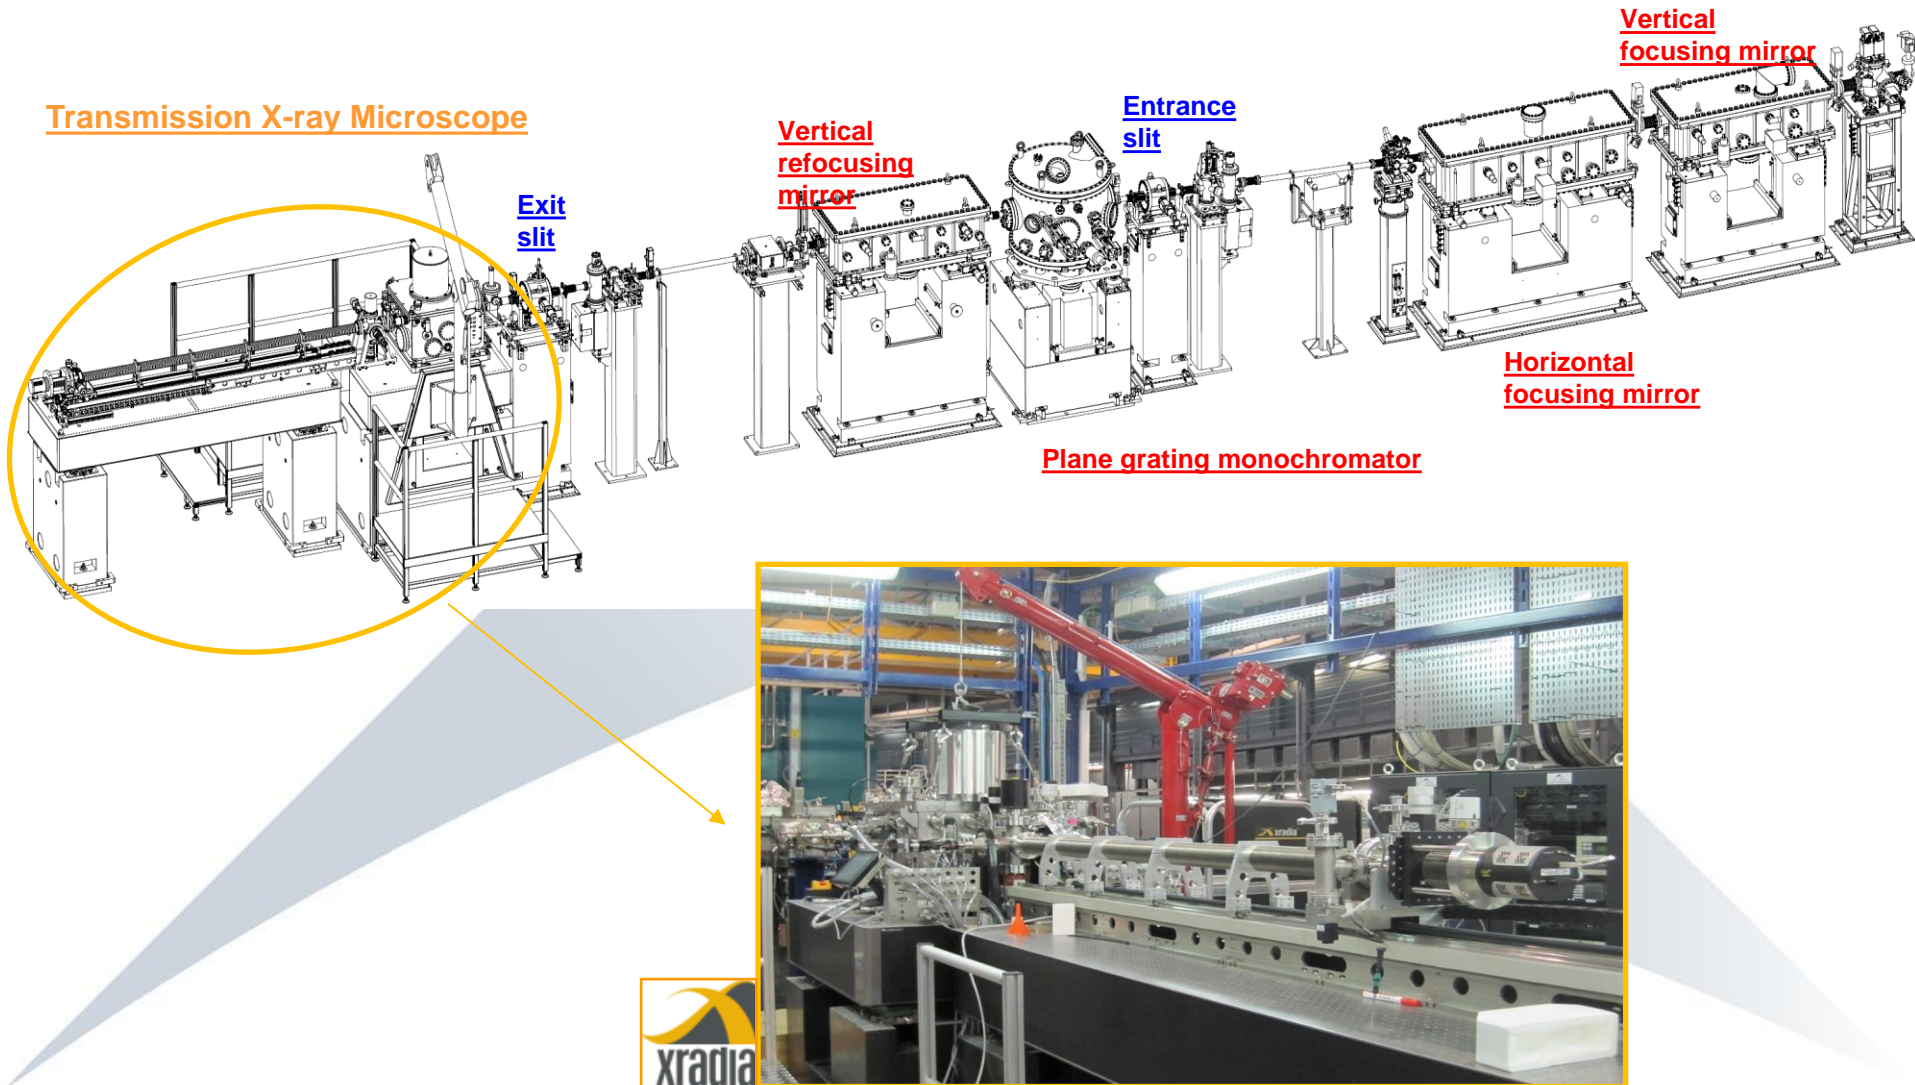 Vertical
focusing mirror
Transmission X-ray Microscope
Entrance
slit
Vertical
refocusing
mirror
Exit
slit
Horizontal
focusing mirror
Plane grating monochromator
xradia
xradia